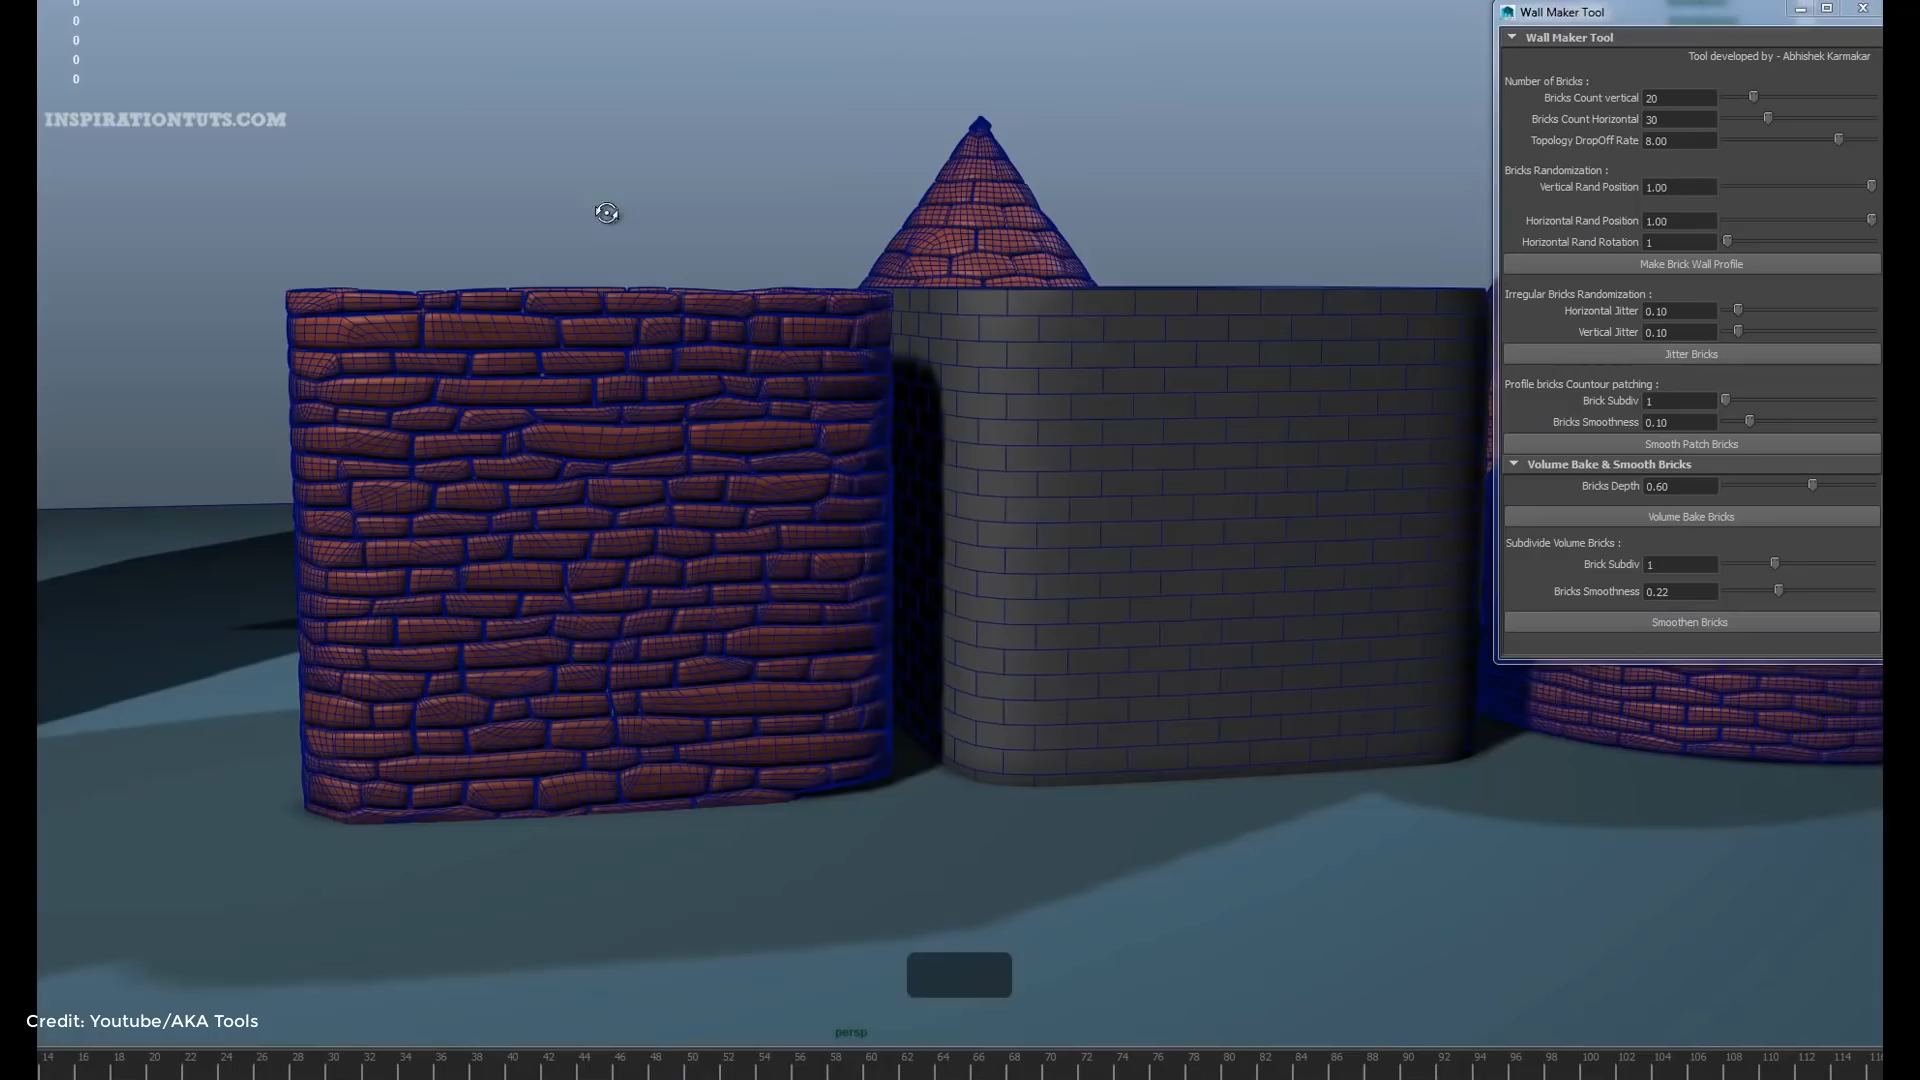 0
0
0
0
0
INSPIRATIONTUTS.COM
Wall Maker Tool
Wall Maker Tool
Tool developed by - Abhishek Karmakar
Number of Bricks :
Bricks Count vertical 20
Bricks Count Horizontal 30
Topology DropOff Rate 8.00
Bricks Randomization :
Vertical Rand Position 1.00
Horizontal Rand Position 1.00
Horizontal Rand Rotation 1
Make Brick Wall Profile
Irregular Bricks Randomization :
Horizontal Jitter 0.10
Vertical Jitter 0.10
Jitter Bricks
Profile bricks Countour patching :
Brick Subdiv 1
Bricks Smoothness 0.10
Smooth Patch Bricks
Volume Bake & Smooth Bricks
Bricks Depth 0.60
Volume Bake Bricks
Subdivide Volume Bricks :
Brick Subdiv 1
Bricks Smoothness 0.22
Smoothen Bricks
Credit: Youtube/AKA Tools
persp
14 16 18 20 22 24 26 28 30 32 34 36 38 40 42 44 46 48 50 52 54 56 58 60 62 64 66 68 70 72 74 76 78 80 82 84 86 88 90 92 94 96 98 100 102 104 106 108 110 112 114